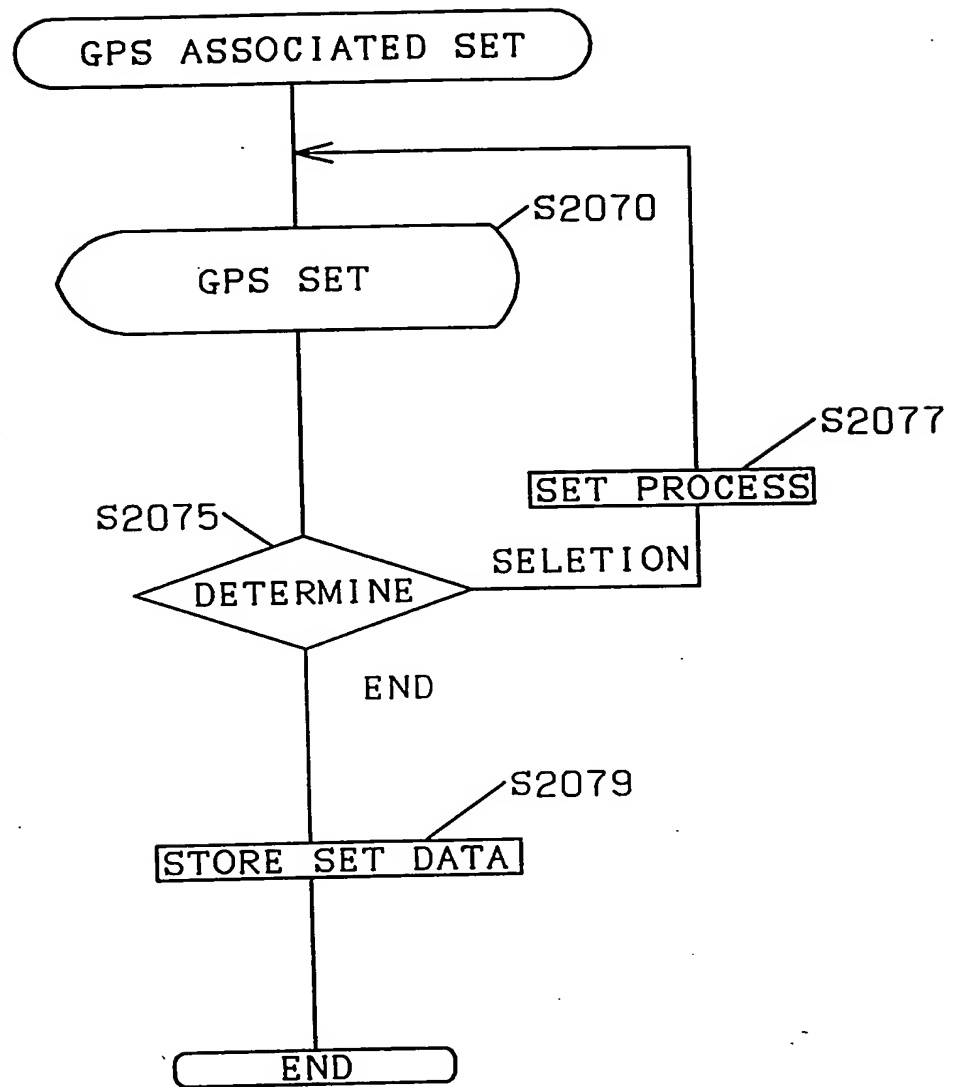 GPS ASSOCIATED SET
S2070
GPS SET
S2077
SET PROCESS
S2075
SELETION
DETERMINE
END
S2079
STORE SET DATA
END